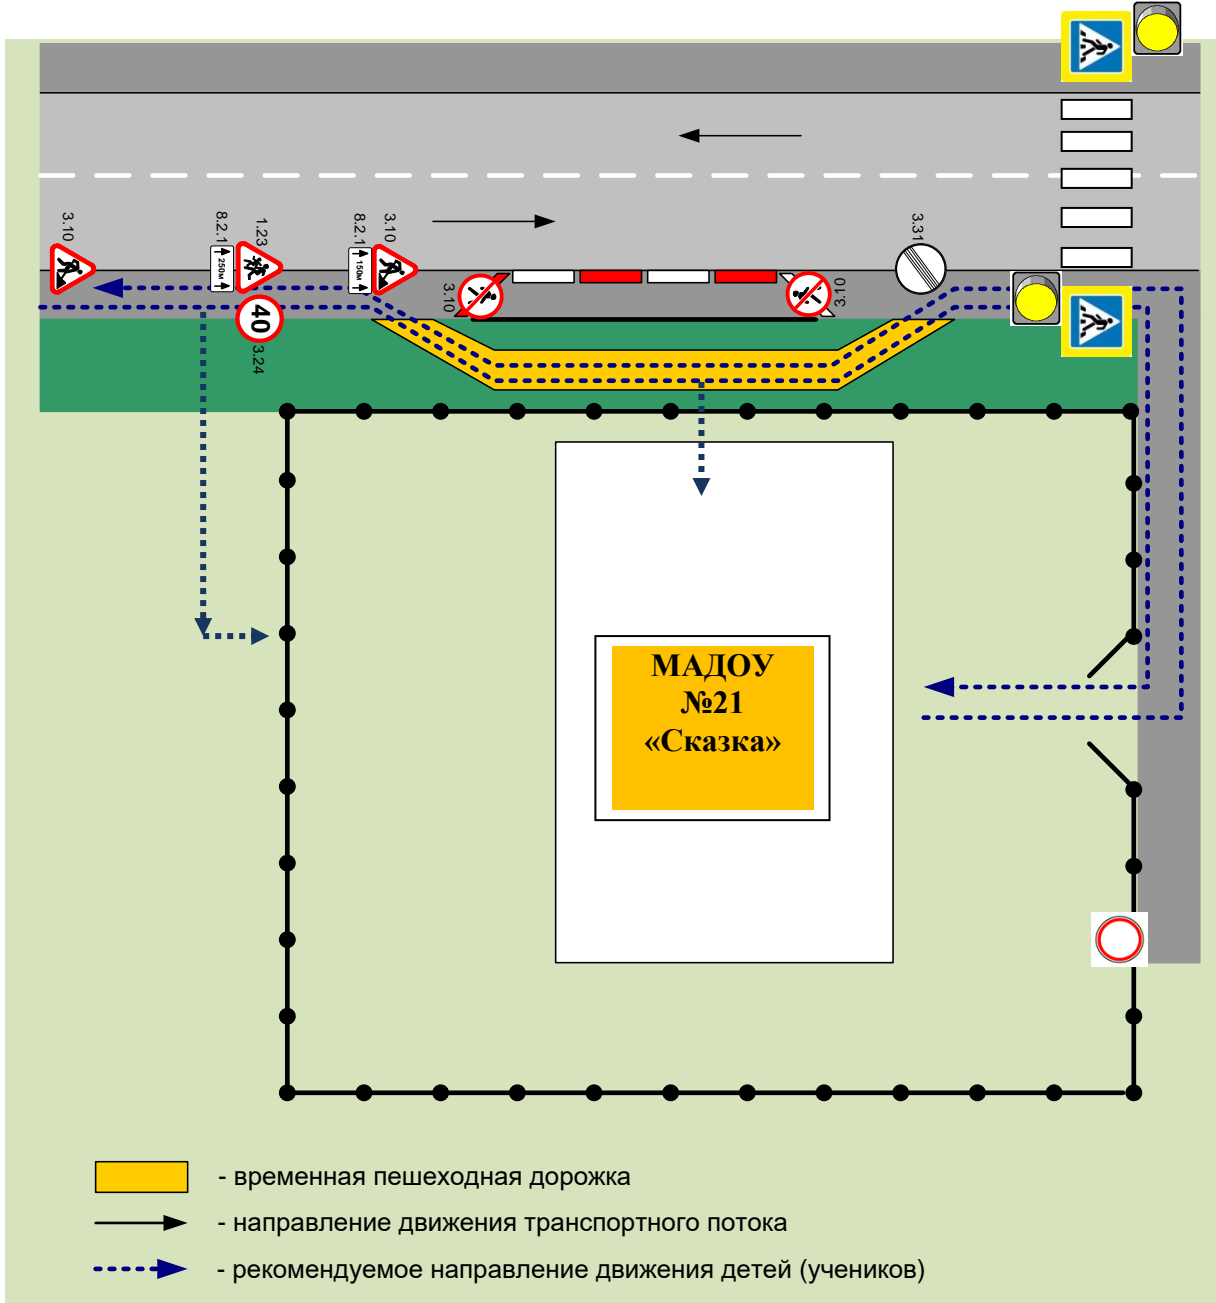 3.10
8.2.1
250м
1.23
40
3.24
8.2.1
150м
3.10
3.10
3.10
3.31
МАДОУ
№21
«Сказка»
- временная пешеходная дорожка
- направление движения транспортного потока
- рекомендуемое направление движения детей (учеников)